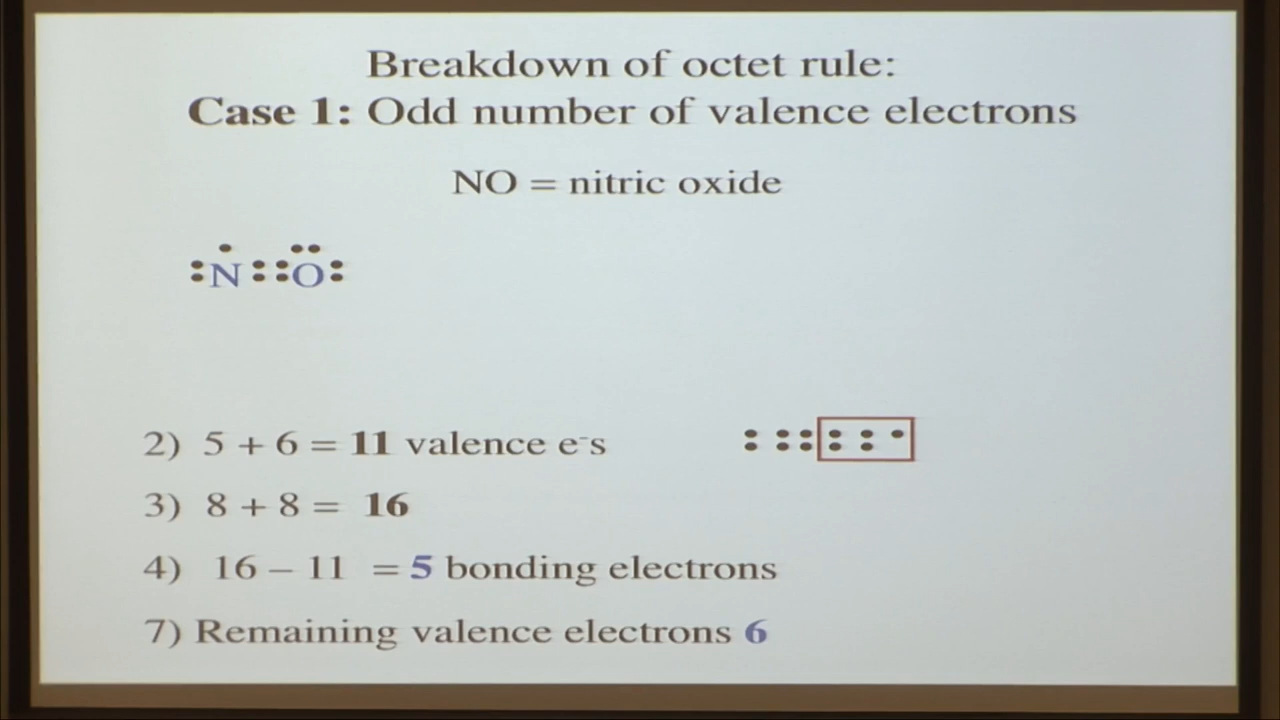 Breakdown of octet rule:
Case 1: Odd number of valence electrons
NO = nitric oxide
N O
2) 5 + 6 = 11 valence e⁻s
3) 8 + 8 = 16
4) 16 – 11 = 5 bonding electrons
7) Remaining valence electrons 6